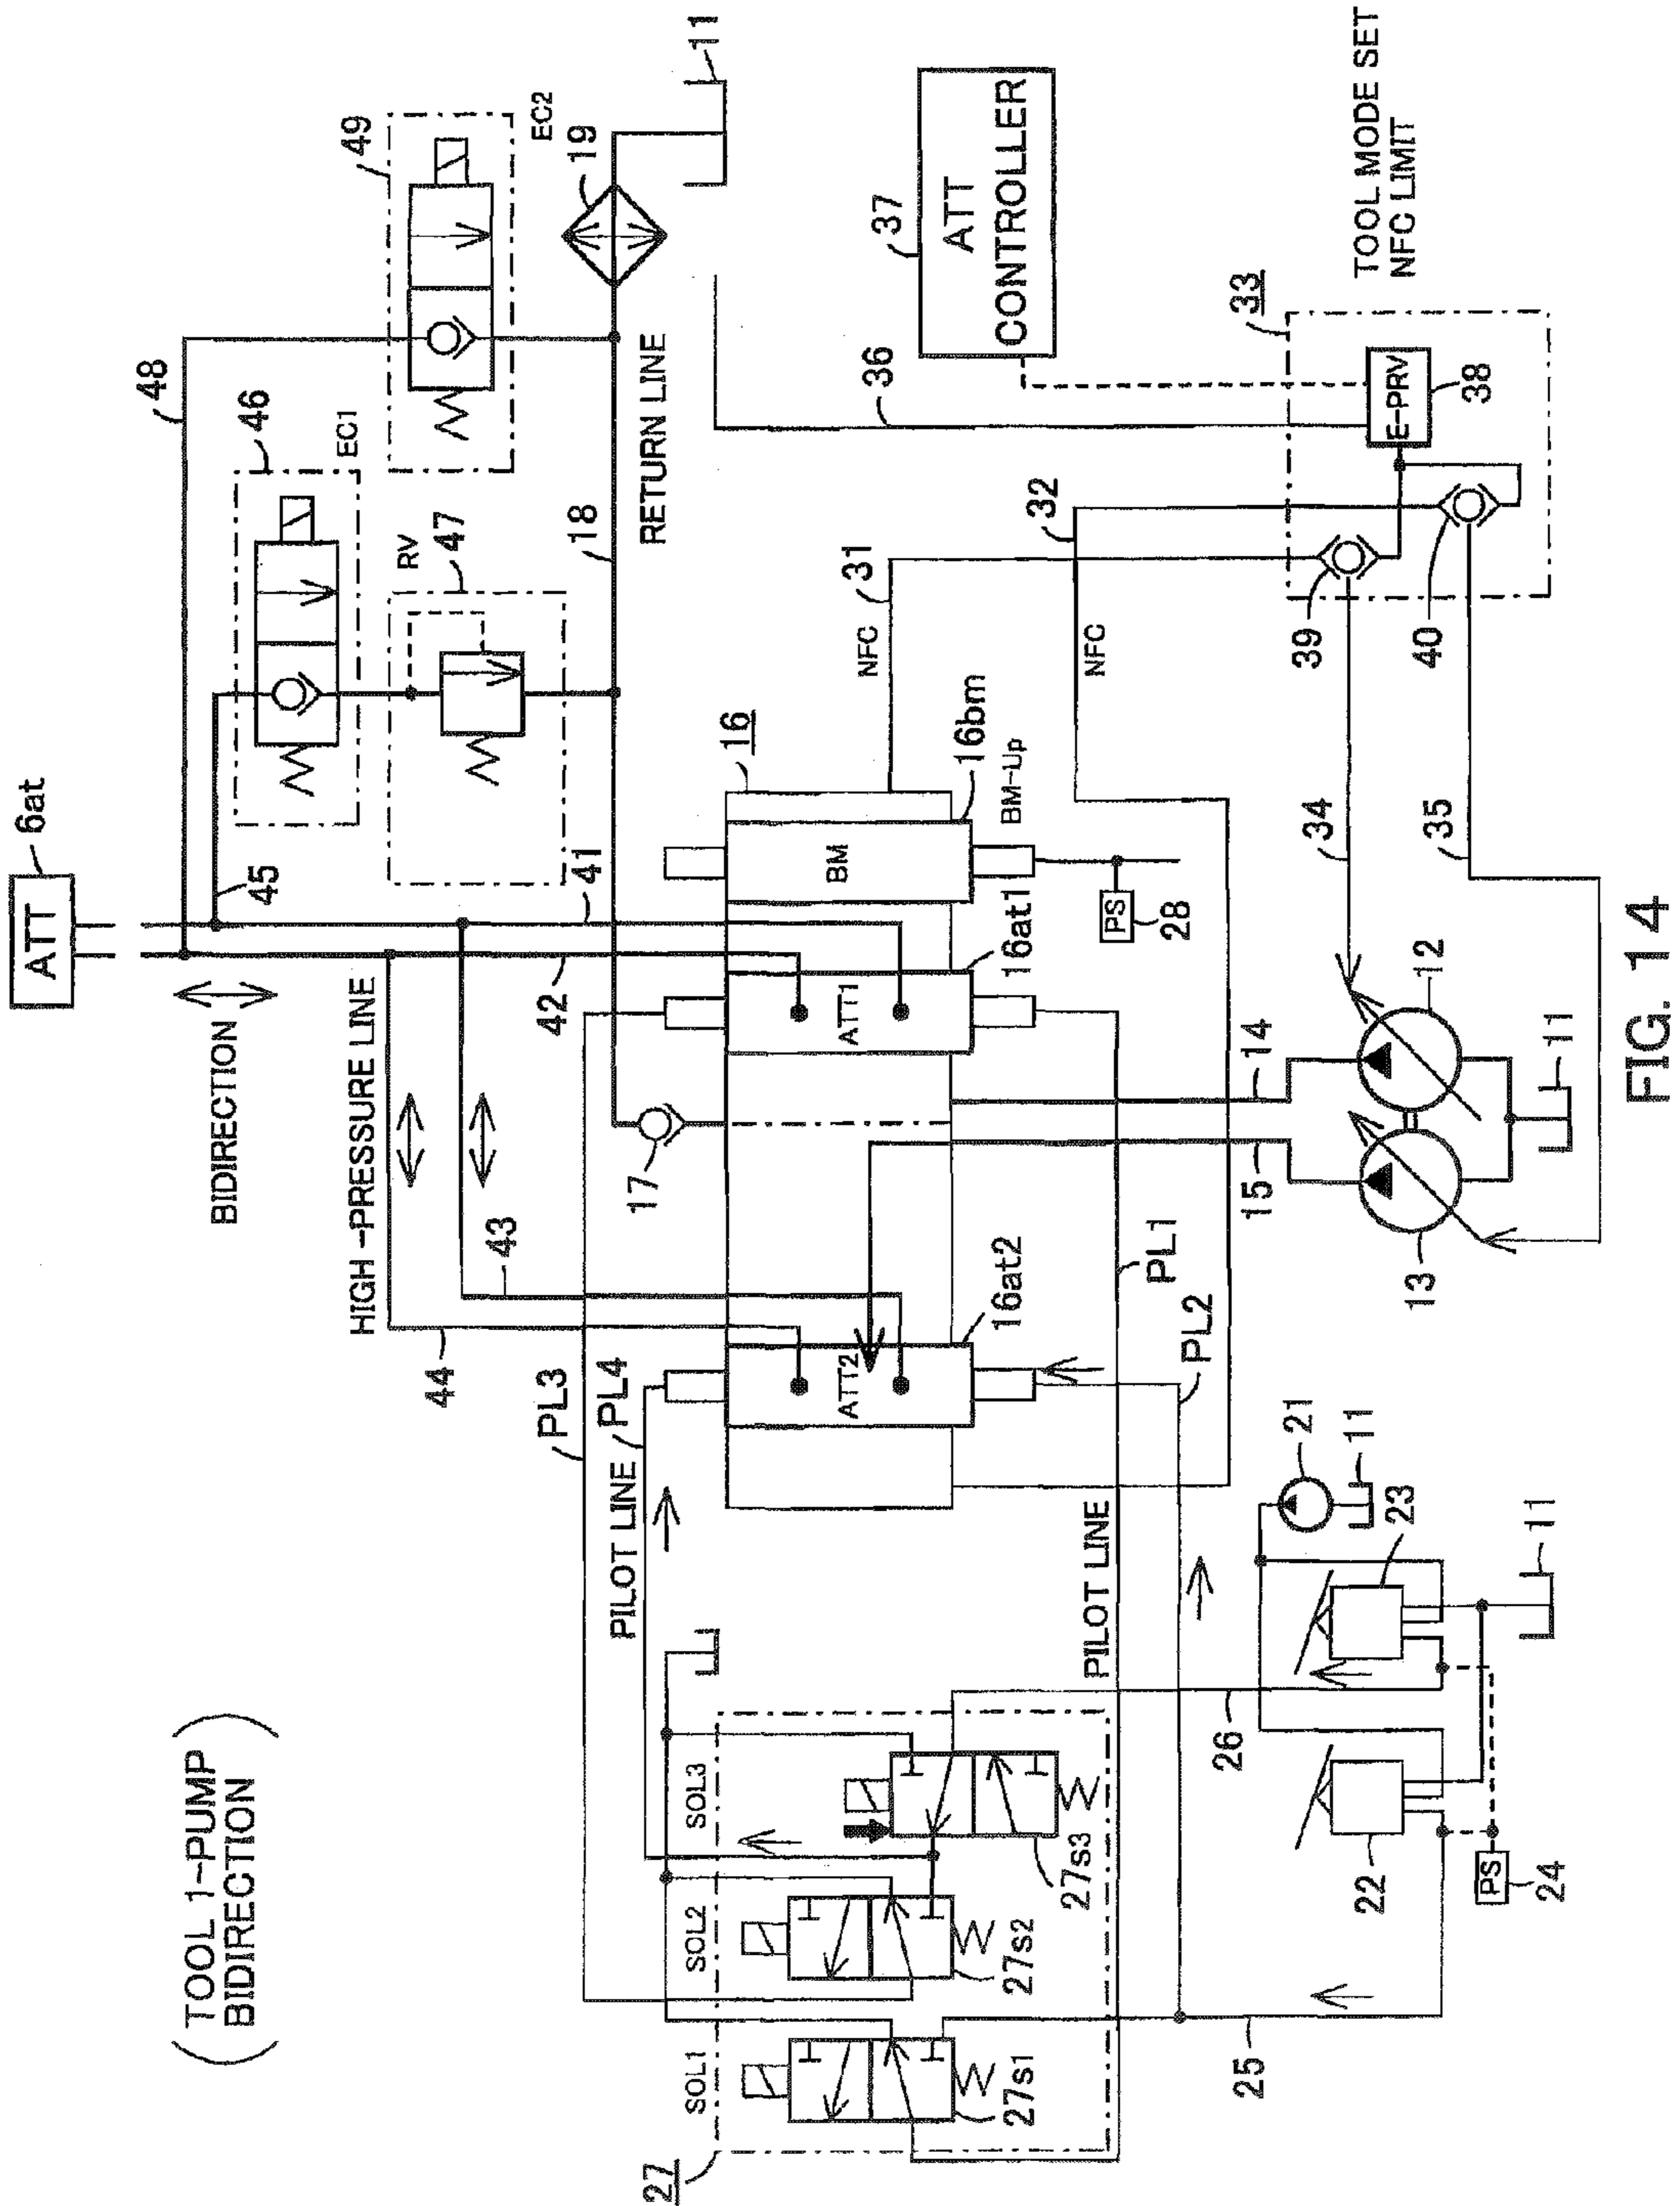 ( TOOL 1-PUMP
BIDIRECTION )
6at
ATT
BIDIRECTION
HIGH -PRESSURE LINE
48
45
46
EC1
49
EC2
RV
47
44
43
42
41
18
19
11
RETURN LINE
PL3
PILOT LINE
PL4
17
16
ATT2
16at2
ATT1
16at1
BM
16bm
BM-Up
PS
28
NFC
31
NFC
32
36
37
ATT
CONTROLLER
27
SOL1
SOL2
SOL3
27s1
27s2
27s3
PILOT LINE
PL1
PL2
15
14
25
26
22
23
21
11
11
PS
24
13
12
11
34
35
39
40
33
E-PRV
38
TOOL MODE SET
NFC LIMIT
FIG. 14